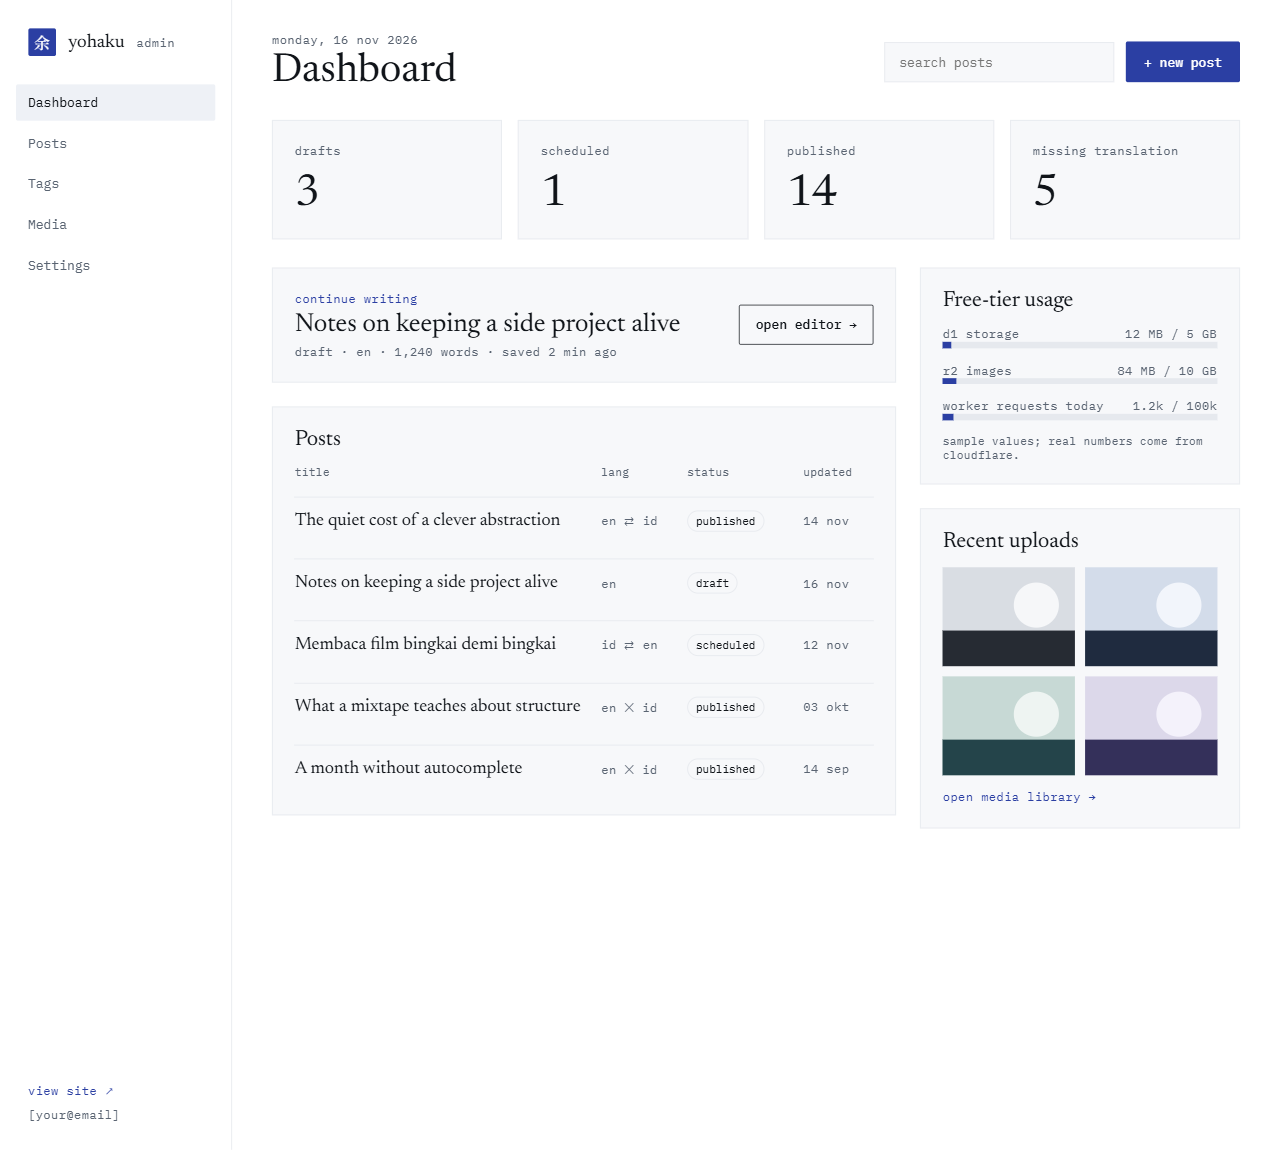 余 yohaku admin
Dashboard
Posts
Tags
Media
Settings
view site ↗
[your@email]
monday, 16 nov 2026
Dashboard
search posts
+ new post
drafts
3
scheduled
1
published
14
missing translation
5
continue writing
Notes on keeping a side project alive
draft · en · 1,240 words · saved 2 min ago
open editor →
Posts
title lang status updated
The quiet cost of a clever abstraction en ⇄ id published 14 nov
Notes on keeping a side project alive en draft 16 nov
Membaca film bingkai demi bingkai id ⇄ en scheduled 12 nov
What a mixtape teaches about structure en ╳ id published 03 okt
A month without autocomplete en ╳ id published 14 sep
Free-tier usage
d1 storage 12 MB / 5 GB
r2 images 84 MB / 10 GB
worker requests today 1.2k / 100k
sample values; real numbers come from
cloudflare.
Recent uploads
open media library →